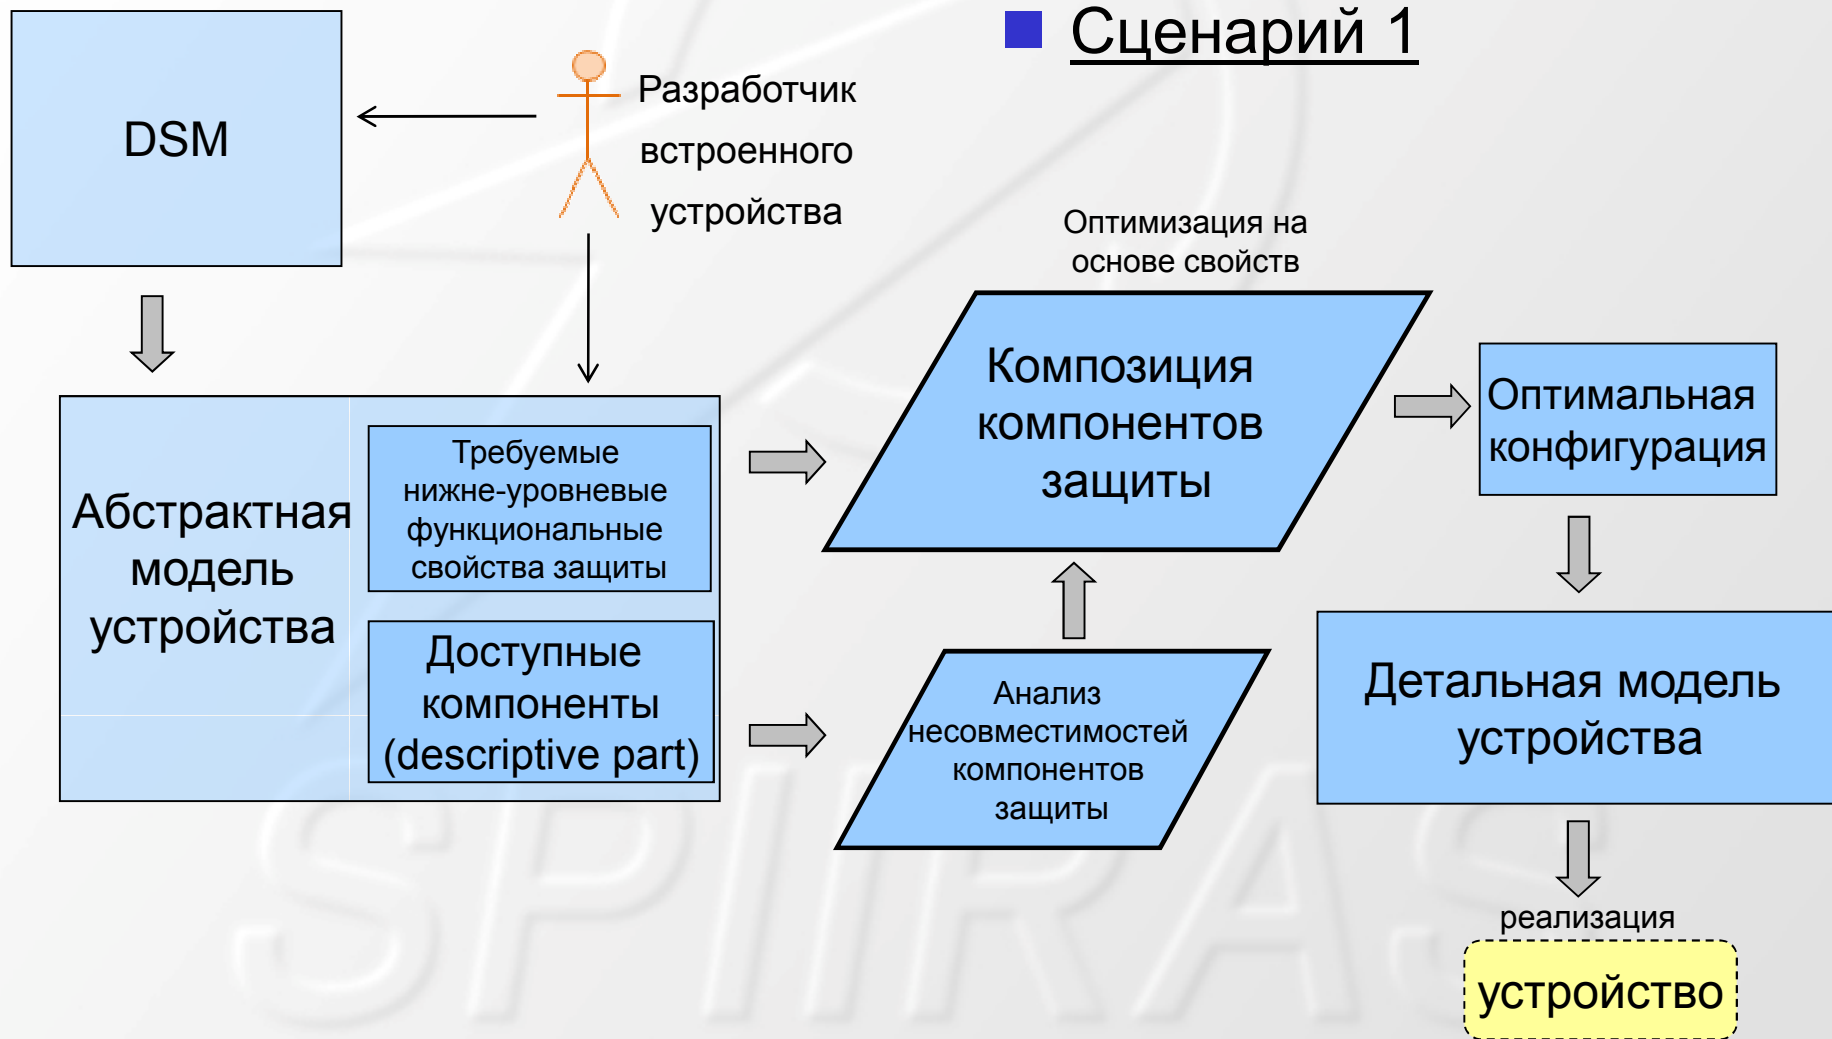 Сценарий 1
DSM
Разработчик
встроенного
устройства
Оптимизация на
основе свойств
Абстрактная
модель
устройства
Требуемые
нижне-уровневые
функциональные
свойства защиты
Доступные
компоненты
(descriptive part)
Композиция
компонентов
защиты
Анализ
несовместимостей
компонентов
защиты
Оптимальная
конфигурация
Детальная модель
устройства
реализация
устройство
SPIIRAS